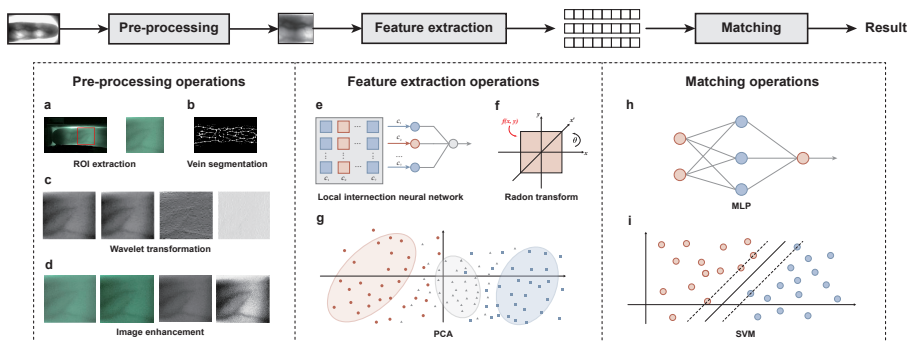 Pre-processing
Feature extraction
Matching
Result
Pre-processing operations
Feature extraction operations
Matching operations
a
b
ROI extraction
Vein segmentation
c
Wavelet transformation
d
Image enhancement
e
f
Local internection neural network
f(x, y)
y
x'
θ
x
Radon transform
g
PCA
h
MLP
i
SVM